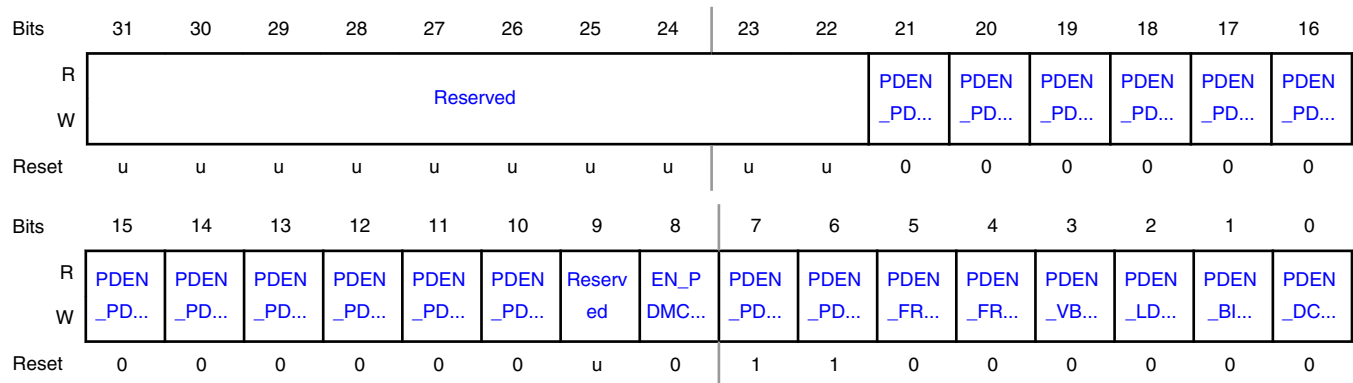 Bits 31 30 29 28 27 26 25 24 23 22 21 20 19 18 17 16
R
W
Reserved
PDEN _PD... PDEN _PD... PDEN _PD... PDEN _PD... PDEN _PD... PDEN _PD...
Reset u u u u u u u u u u 0 0 0 0 0 0
Bits 15 14 13 12 11 10 9 8 7 6 5 4 3 2 1 0
R PDEN PDEN PDEN PDEN PDEN PDEN Reserv EN_P PDEN PDEN PDEN PDEN PDEN PDEN PDEN PDEN
W _PD... _PD... _PD... _PD... _PD... _PD... ed DMC... _PD... _PD... _FR... _FR... _VB... _LD... _BI... _DC...
Reset 0 0 0 0 0 0 u 0 1 1 0 0 0 0 0 0